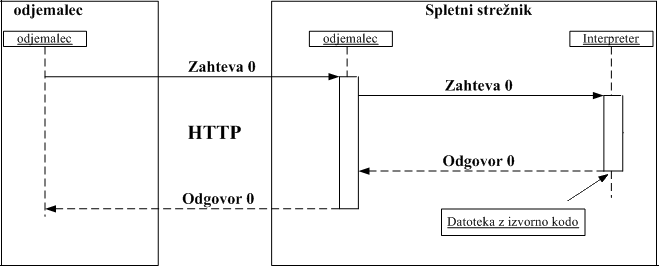 odjemalec
Spletni strežnik
odjemalec
odjemalec
Interpreter
Zahteva 0
Zahteva 0
HTTP
Odgovor 0
Odgovor 0
Datoteka z izvorno kodo